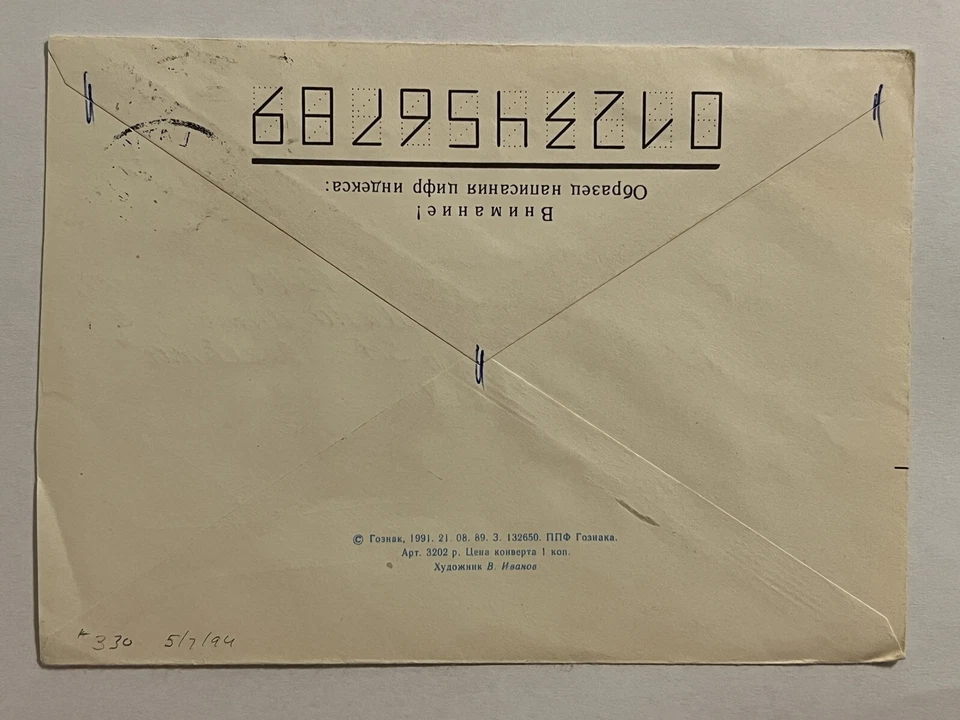 Внимание!
Образец написания цифр индекса:
0123456789
© Гознак, 1991. 21. 08. 89. З. 132650. ППФ Гознака.
Арт. 3202 р. Цена конверта 1 коп.
Художник В. Иванов
330 5/7/94